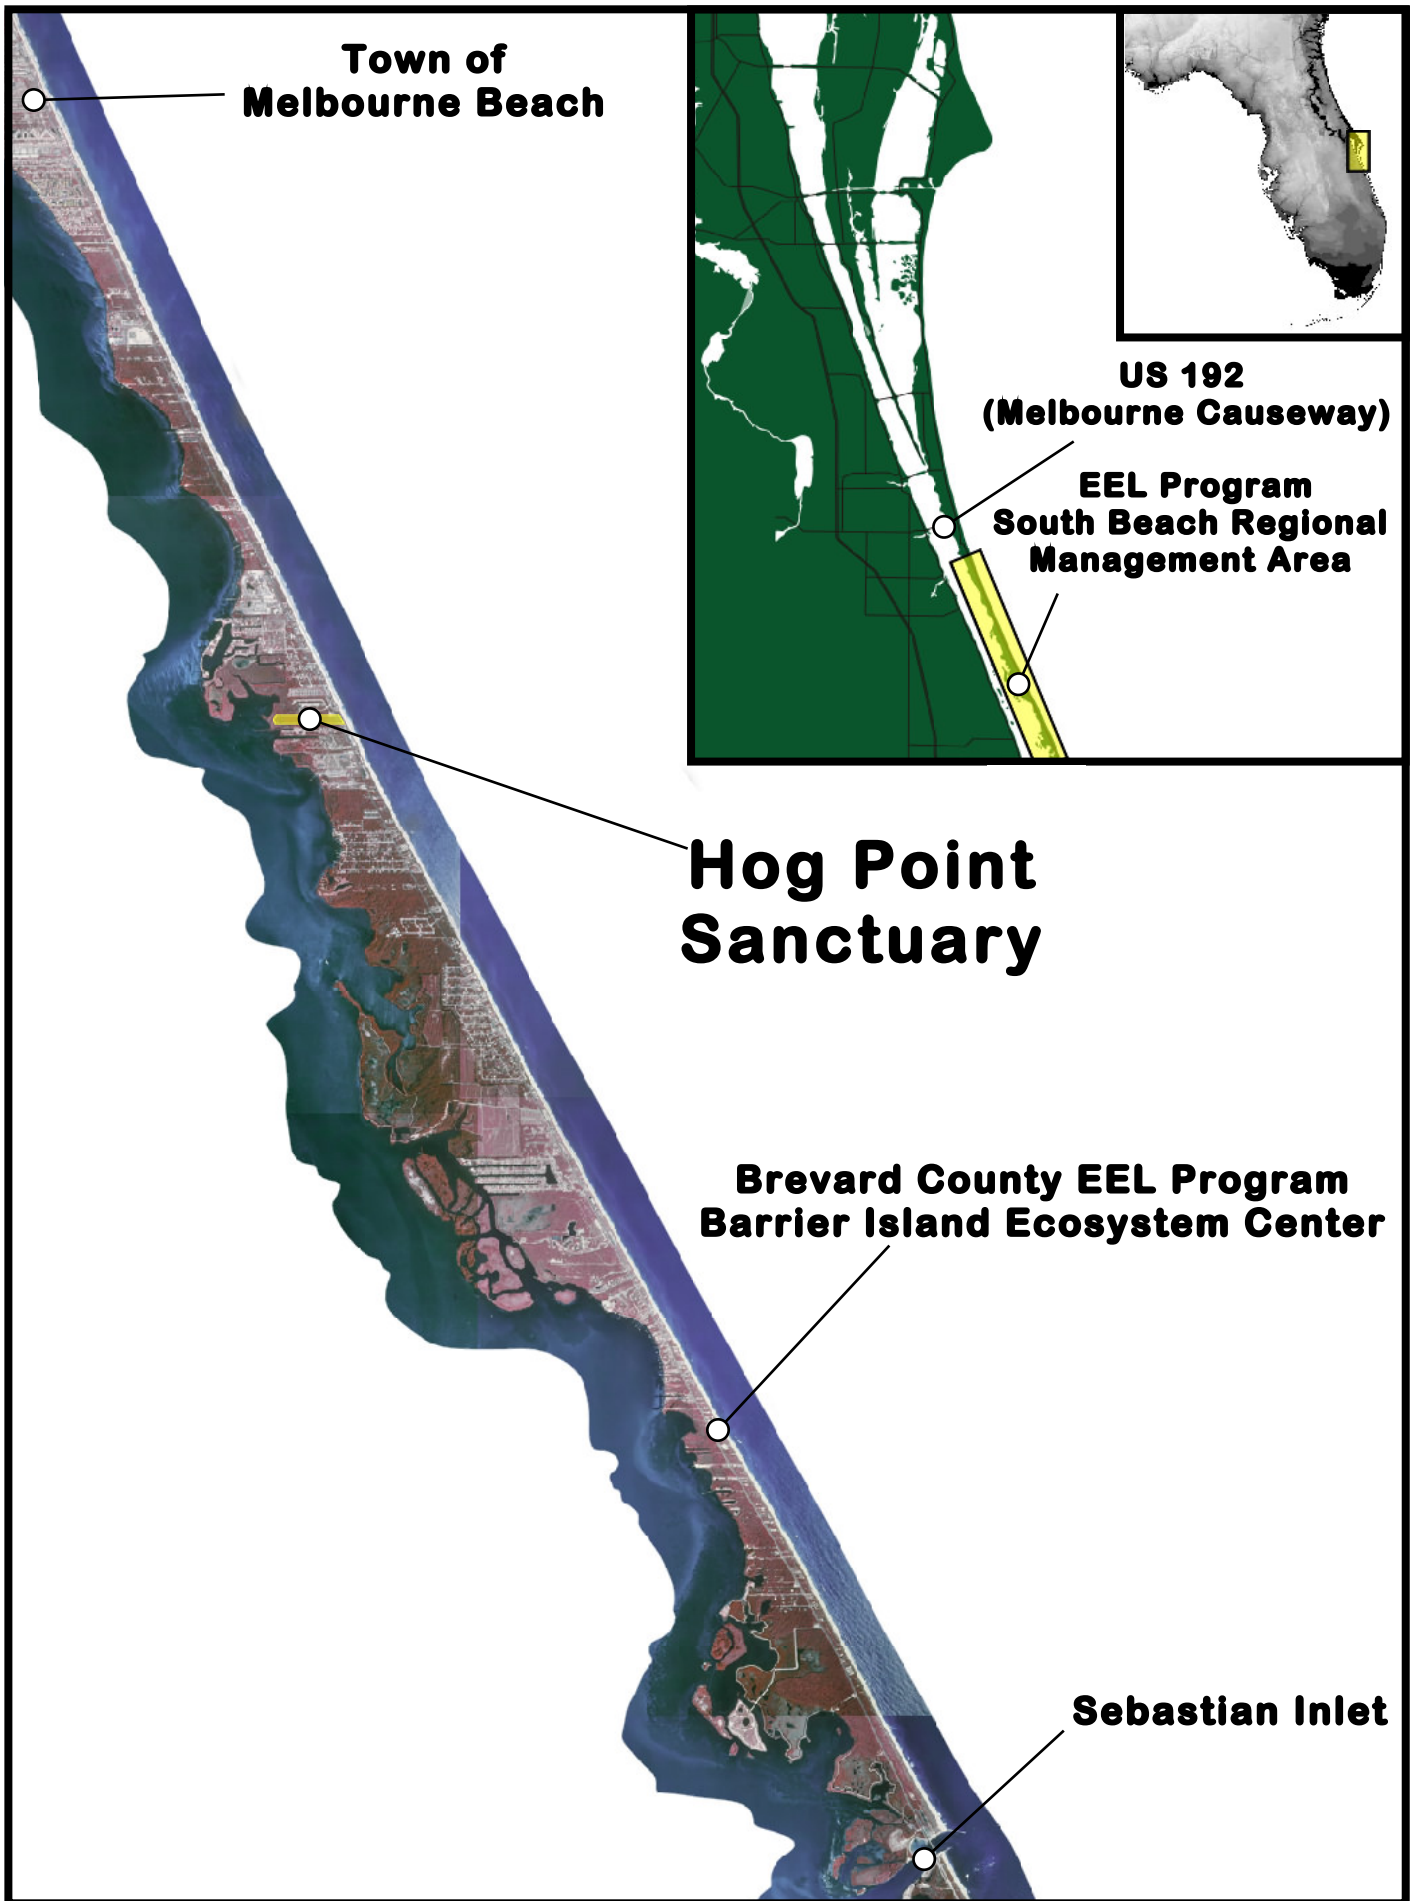 Town of
Melbourne Beach
US 192
(Melbourne Causeway)
EEL Program
South Beach Regional
Management Area
Hog Point
Sanctuary
Brevard County EEL Program
Barrier Island Ecosystem Center
Sebastian Inlet